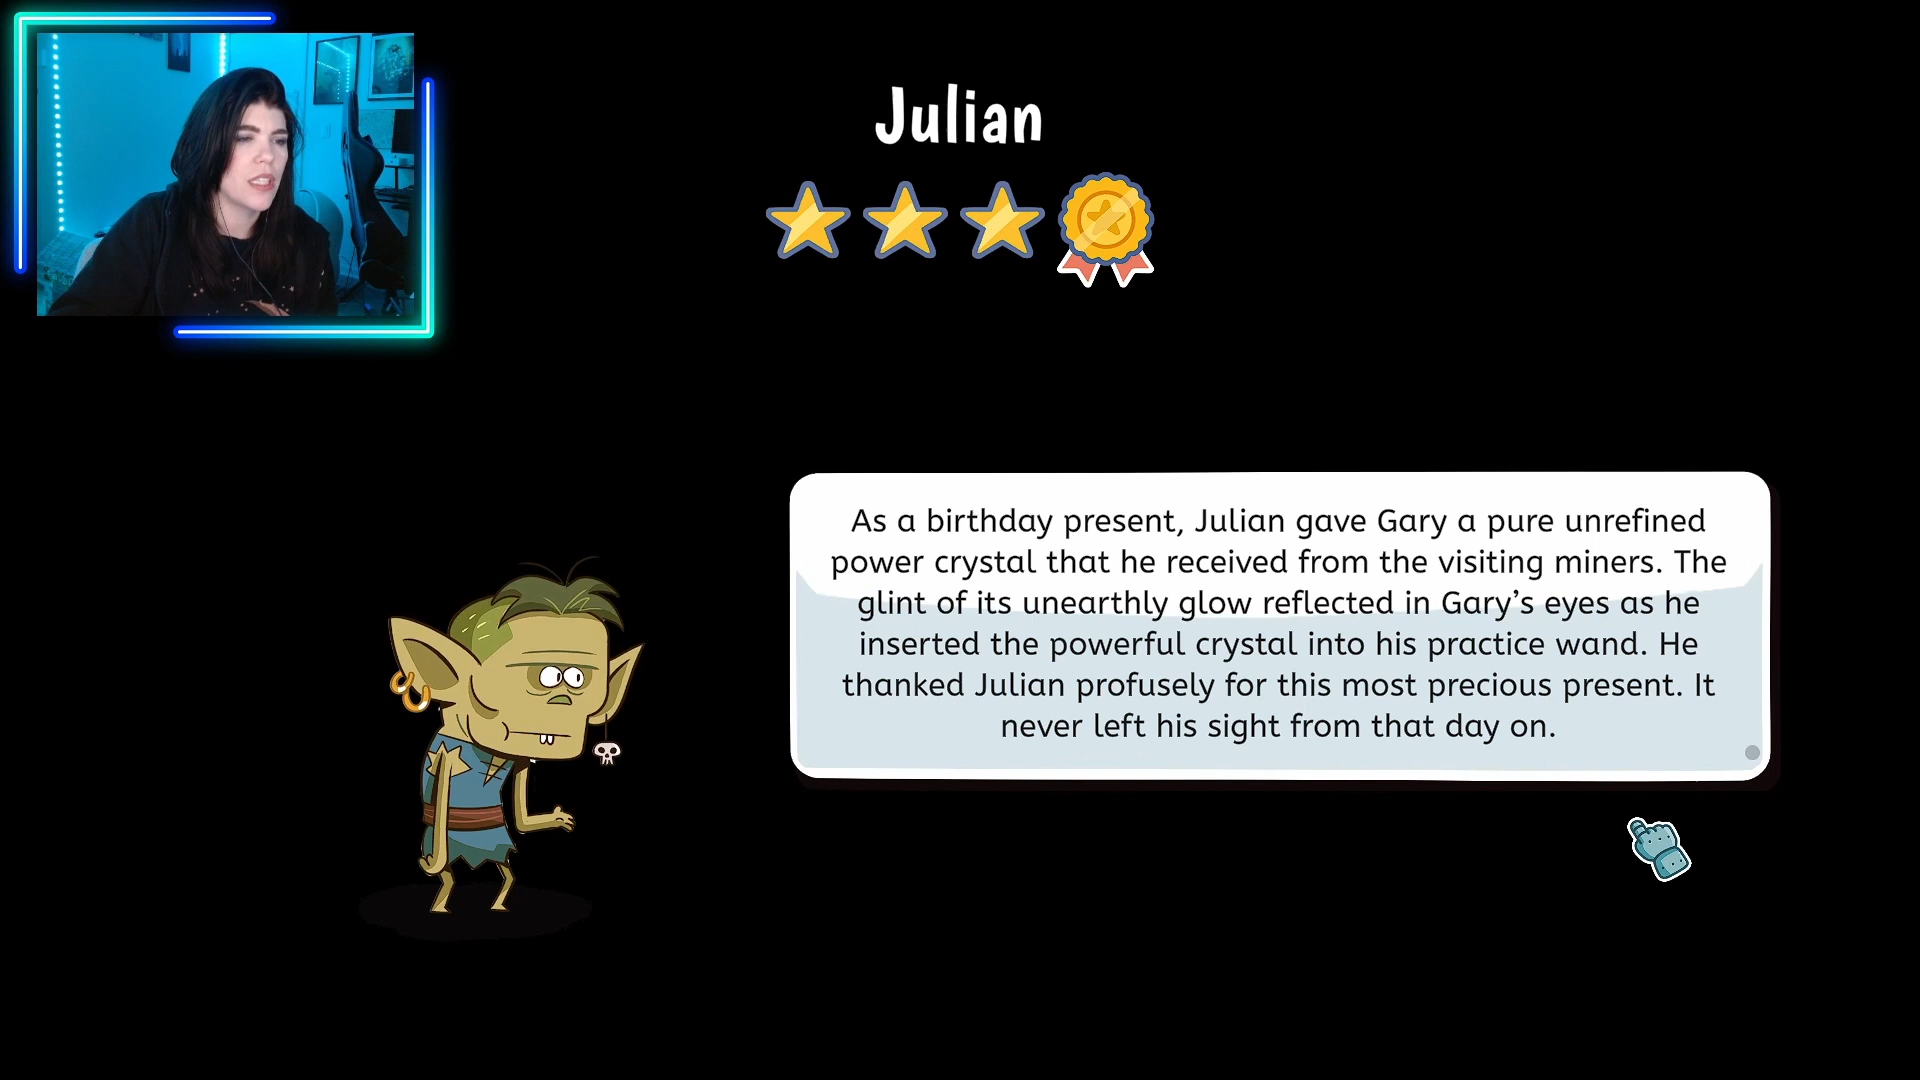 Julian
As a birthday present, Julian gave Gary a pure unrefined
power crystal that he received from the visiting miners. The
glint of its unearthly glow reflected in Gary’s eyes as he
inserted the powerful crystal into his practice wand. He
thanked Julian profusely for this most precious present. It
never left his sight from that day on.